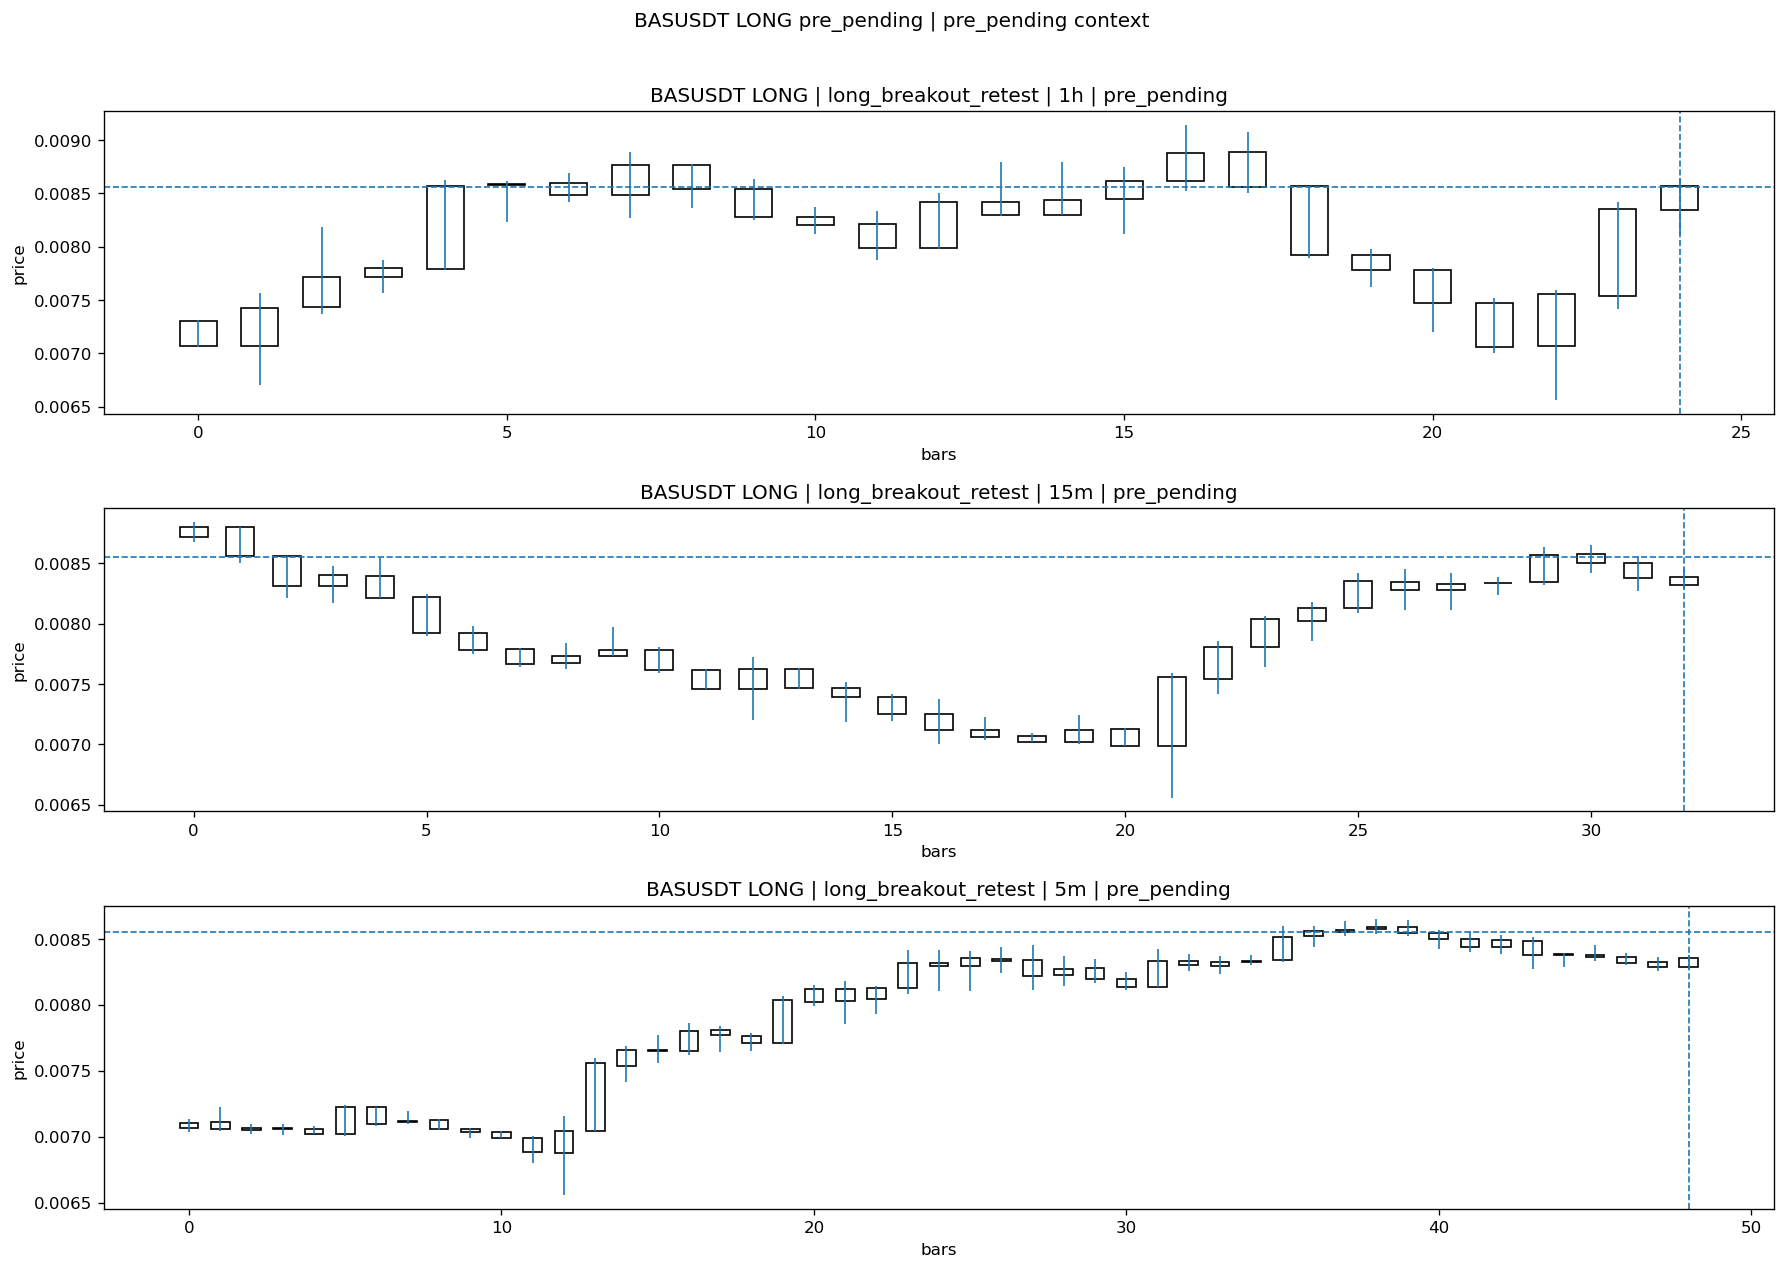 BASUSDT LONG pre_pending | pre_pending context
BASUSDT LONG | long_breakout_retest | 1h | pre_pending
price
0.0090
0.0085
0.0080
0.0075
0.0070
0.0065
0 5 10 15 20 25
bars
BASUSDT LONG | long_breakout_retest | 15m | pre_pending
price
0.0085
0.0080
0.0075
0.0070
0.0065
0 5 10 15 20 25 30
bars
BASUSDT LONG | long_breakout_retest | 5m | pre_pending
price
0.0085
0.0080
0.0075
0.0070
0.0065
0 10 20 30 40 50
bars